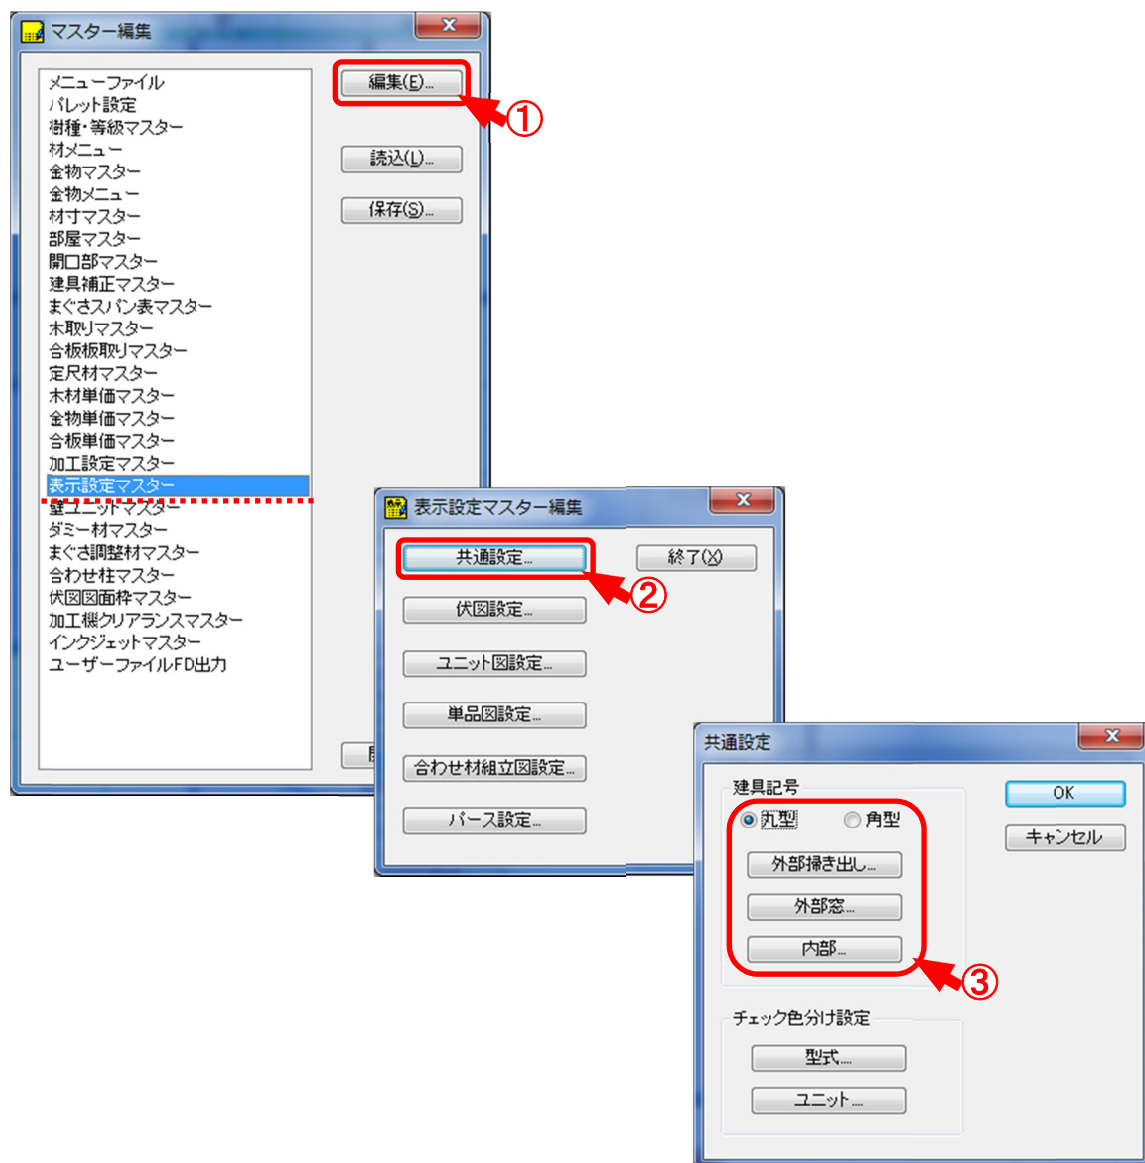 マスター編集
メニューファイル
パレット設定
樹種・等級マスター
材メニュー
金物マスター
金物メニュー
材寸マスター
部屋マスター
開口部マスター
建具補正マスター
まぐさスパン表マスター
木取りマスター
合板板取りマスター
定尺材マスター
木材単価マスター
金物単価マスター
合板単価マスター
加工設定マスター
表示設定マスター
壁ユニットマスター
ダミー材マスター
まぐさ調整材マスター
合わせ柱マスター
伏図図面枠マスター
加工機クリアランスマスター
インクジェットマスター
ユーザーファイルFD出力
編集(E)...
①
読込(L)...
保存(S)...
表示設定マスター編集
共通設定...
終了(X)
②
伏図設定...
ユニット図設定...
単品図設定...
合わせ材組立図設定...
パース設定...
共通設定
建具記号
丸型 角型
外部掃き出し...
外部窓...
内部...
③
OK
キャンセル
チェック色分け設定
型式...
ユニット...